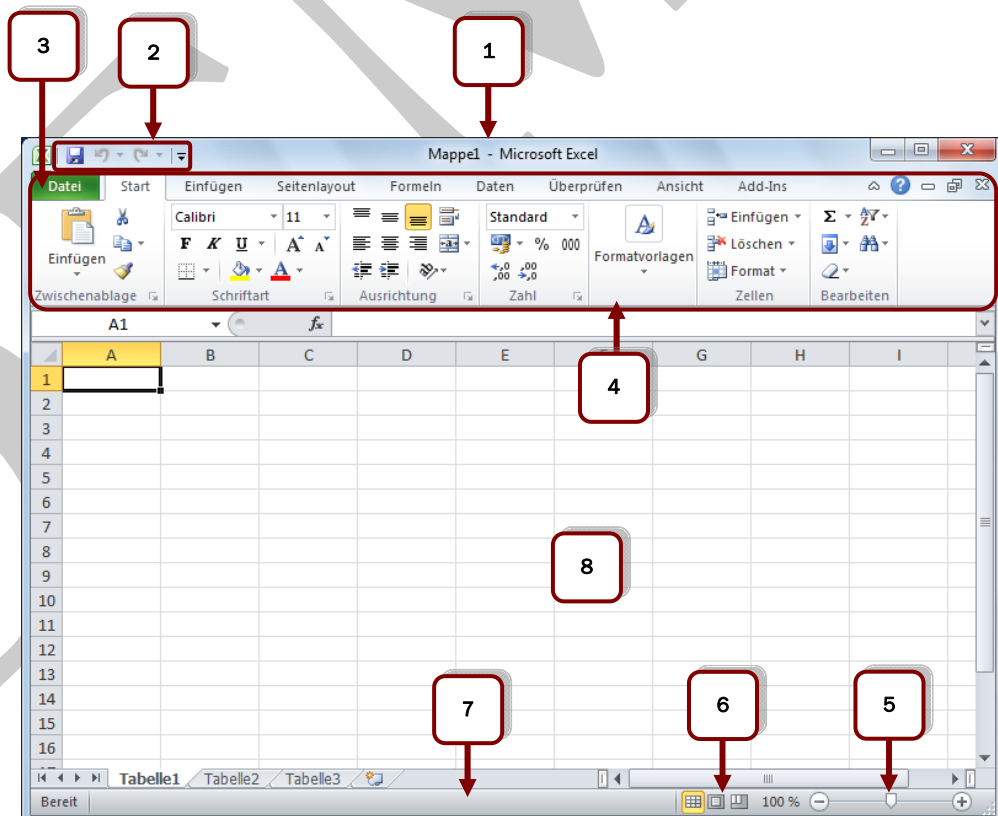 3 2 1
Mappe1 - Microsoft Excel
Datei Start Einfügen Seitenlayout Formeln Daten Überprüfen Ansicht Add-Ins
Calibri 11 Standard Einfügen Σ
Einfügen F K U A A % 000 Formatvorlagen Löschen
A Format
Zwischenablage Schriftart Ausrichtung Zahl Zellen Bearbeiten
A1 fx
A B C D E G H I
4
1
2
3
4
5
6
7
8
9
10
11
12
13
14
15
16
8
7 6 5
Tabelle1 Tabelle2 Tabelle3
Bereit 100 %